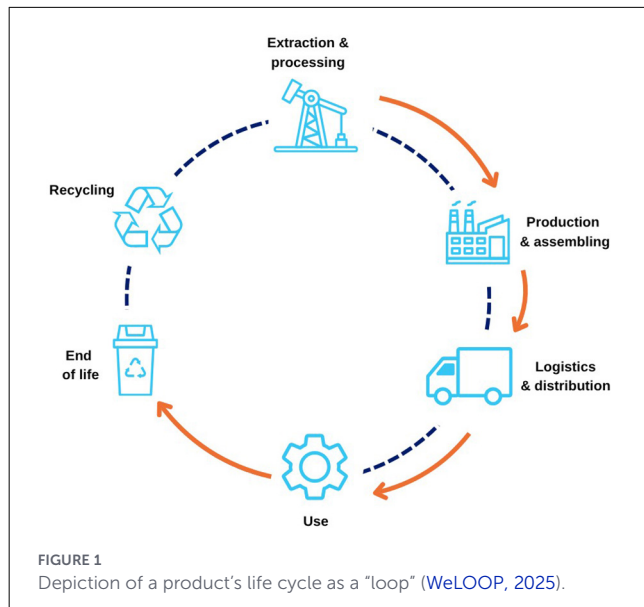 Extraction &
processing
Recycling
Production
& assembling
End
of life
Logistics
& distribution
Use
FIGURE 1
Depiction of a product's life cycle as a "loop" (WeLOOP, 2025).